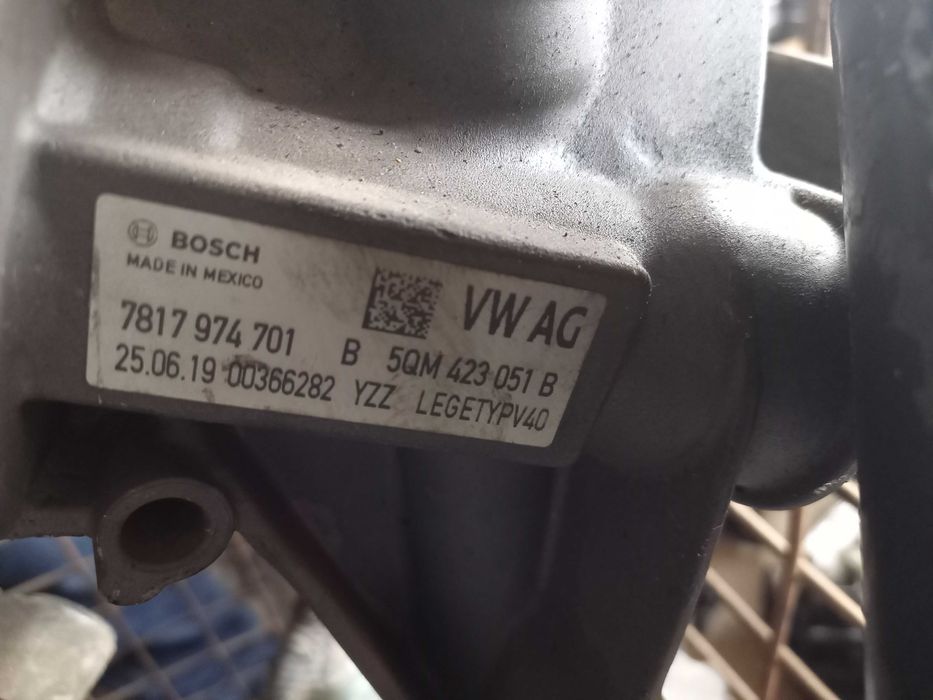 BOSCH
MADE IN MEXICO
VW AG
7817 974 701 B 5QM 423 051 B
25.06.19 00366282 YZZ LEGETYPV40